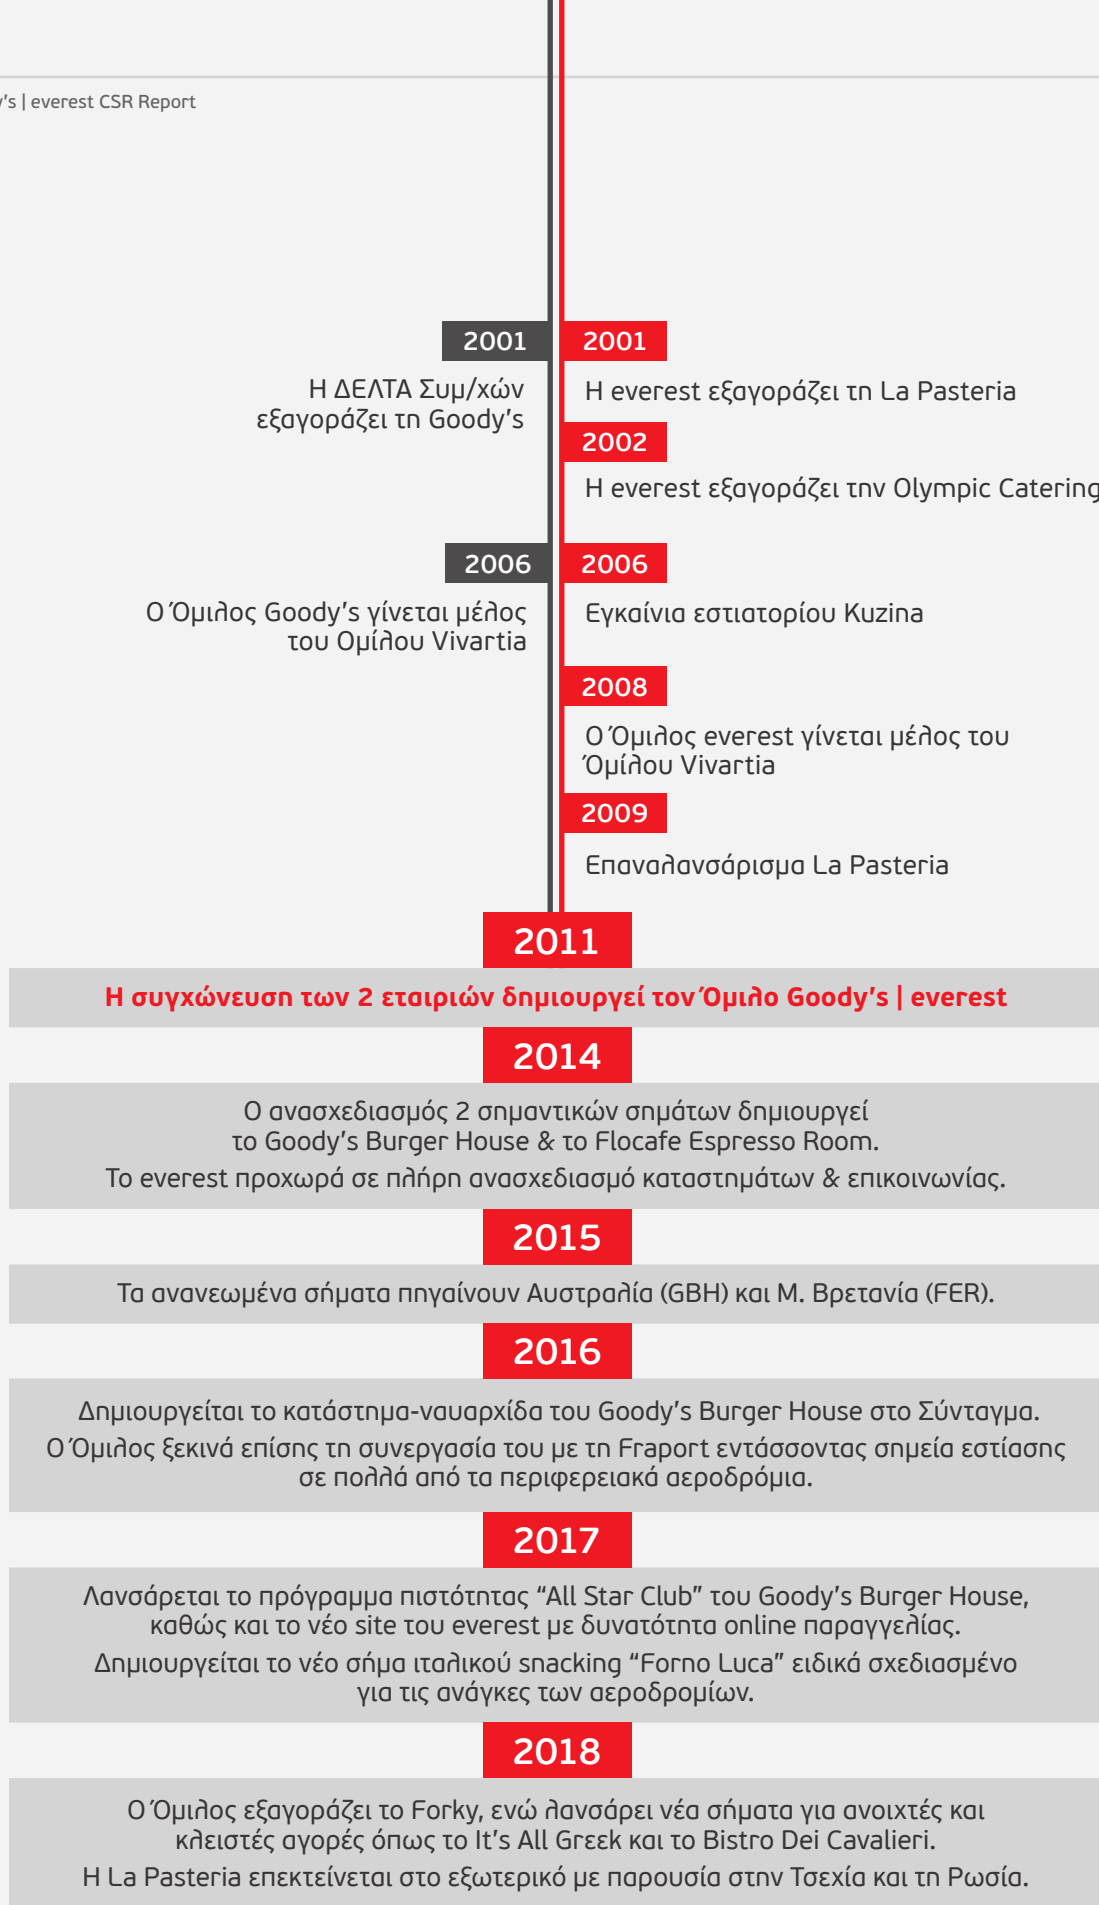 's | everest CSR Report
2001
Η ΔΕΛΤΑ Συμ/χών
εξαγοράζει τη Goody's
2001
Η everest εξαγοράζει τη La Pasteria
2002
Η everest εξαγοράζει την Olympic Catering
2006
Ο Όμιλος Goody's γίνεται μέλος
του Ομίλου Vivartia
2006
Εγκαίνια εστιατορίου Kuzina
2008
Ο Όμιλος everest γίνεται μέλος του
Όμίλου Vivartia
2009
Επαναλανσάρισμα La Pasteria
2011
Η συγχώνευση των 2 εταιριών δημιουργεί τον Όμιλο Goody's | everest
2014
Ο ανασχεδιασμός 2 σημαντικών σημάτων δημιουργεί
το Goody's Burger House & το Flocafe Espresso Room.
Το everest προχωρά σε πλήρη ανασχεδιασμό καταστημάτων & επικοινωνίας.
2015
Τα ανανεωμένα σήματα πηγαίνουν Αυστραλία (GBH) και Μ. Βρετανία (FER).
2016
Δημιουργείται το κατάστημα-ναυαρχίδα του Goody's Burger House στο Σύνταγμα.
Ο Όμιλος ξεκινά επίσης τη συνεργασία του με τη Fraport εντάσσοντας σημεία εστίασης
σε πολλά από τα περιφερειακά αεροδρόμια.
2017
Λανσάρεται το πρόγραμμα πιστότητας “All Star Club” του Goody's Burger House,
καθώς και το νέο site του everest με δυνατότητα online παραγγελίας.
Δημιουργείται το νέο σήμα ιταλικού snacking “Forno Luca” ειδικά σχεδιασμένο
για τις ανάγκες των αεροδρομίων.
2018
Ο Όμιλος εξαγοράζει το Forky, ενώ λανσάρει νέα σήματα για ανοιχτές και
κλειστές αγορές όπως το It's All Grεεk και το Bistro Dei Cavalieri.
Η La Pasteria επεκτείνεται στο εξωτερικό με παρουσία στην Τσεχία και τη Ρωσία.